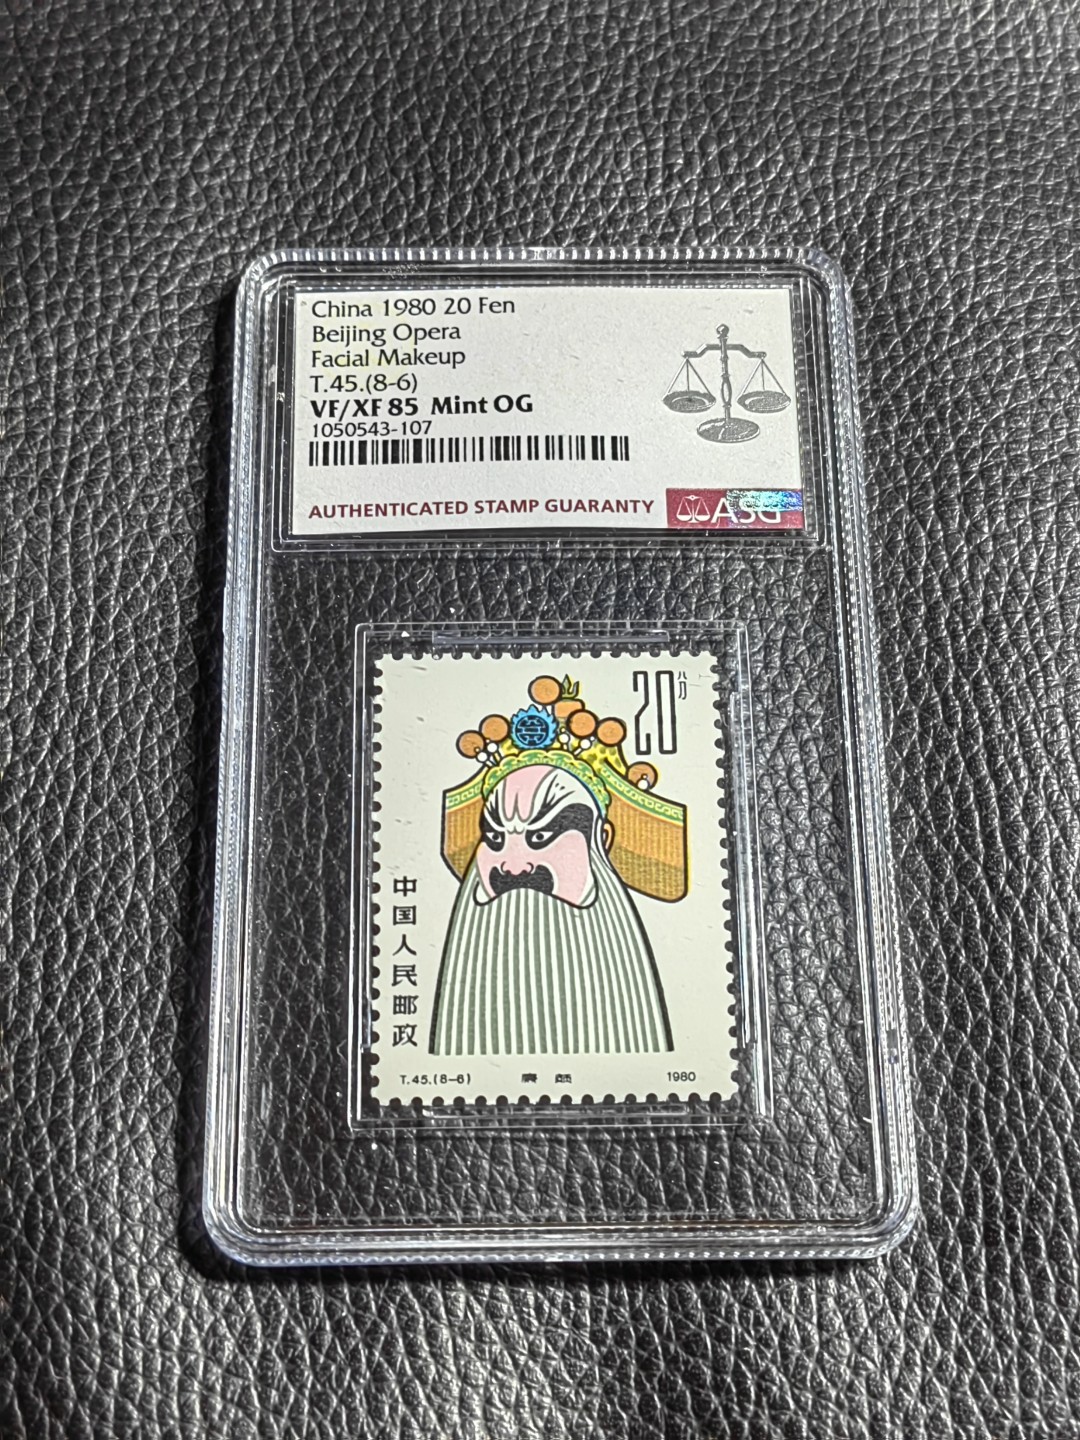 China 1980 20 Fen
Beijing Opera
Facial Makeup
T.45.(8-6)
VF/XF 85 Mint OG
1050543-107
AUTHENTICATED STAMP GUARANTY
ASG
20分
中国人民邮政
T.45.(8-6)
1980